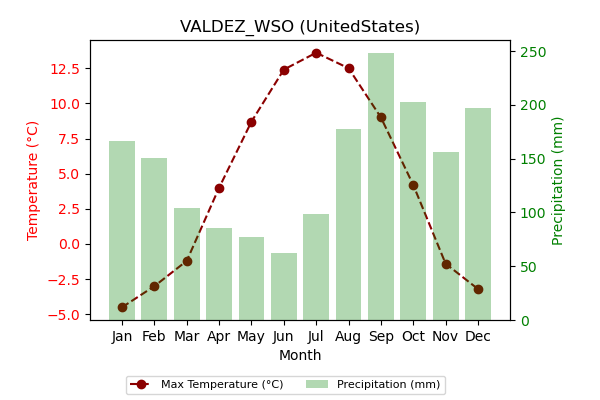 VALDEZ_WSO (UnitedStates)
12.5
10.0
7.5
5.0
2.5
0.0
−2.5
−5.0
Temperature (°C)
250
200
150
100
50
0
Precipitation (mm)
Jan Feb Mar Apr May Jun Jul Aug Sep Oct Nov Dec
Month
Max Temperature (°C) Precipitation (mm)